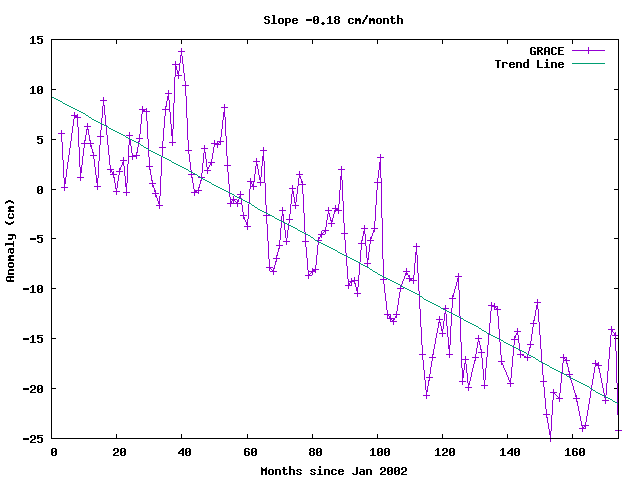 Slope -0.18 cm/month
GRACE
Trend Line
15
10
5
0
-5
-10
-15
-20
-25
Anomaly (cm)
0 20 40 60 80 100 120 140 160
Months since Jan 2002